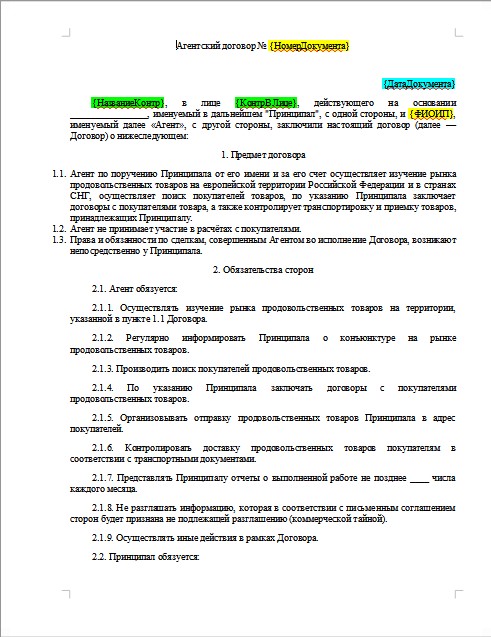 Агентский договор № {НомерДокумента}
{ДатаДокумента}
{НазваниеКонтр}, в лице {КонтрВЛице}, действующего на основании
________________, именуемый в дальнейшем "Принципал", с одной стороны, и {ФИОИП},
именуемый далее «Агент», с другой стороны, заключили настоящий договор (далее —
Договор) о нижеследующем:
1. Предмет договора
1.1. Агент по поручению Принципала от его имени и за его счет осуществляет изучение рынка
продовольственных товаров на европейской территории Российской Федерации и в странах
СНГ, осуществляет поиск покупателей товаров, по указанию Принципала заключает
договоры с покупателями товара, а также контролирует транспортировку и приемку товаров,
принадлежащих Принципалу.
1.2. Агент не принимает участие в расчётах с покупателями.
1.3. Права и обязанности по сделкам, совершенным Агентом во исполнение Договора, возникают
непосредственно у Принципала.
2. Обязательства сторон
2.1. Агент обязуется:
2.1.1. Осуществлять изучение рынка продовольственных товаров на территории,
указанной в пункте 1.1 Договора.
2.1.2. Регулярно информировать Принципала о конъюнктуре на рынке
продовольственных товаров.
2.1.3. Производить поиск покупателей продовольственных товаров.
2.1.4. По указанию Принципала заключать договоры с покупателями
продовольственных товаров.
2.1.5. Организовывать отправку продовольственных товаров Принципала в адрес
покупателей.
2.1.6. Контролировать доставку продовольственных товаров покупателям в
соответствии с транспортными документами.
2.1.7. Представлять Принципалу отчеты о выполненной работе не позднее ____ числа
каждого месяца.
2.1.8. Не разглашать информацию, которая в соответствии с письменным соглашением
сторон будет признана не подлежащей разглашению (коммерческой тайной).
2.1.9. Осуществлять иные действия в рамках Договора.
2.2. Принципал обязуется: